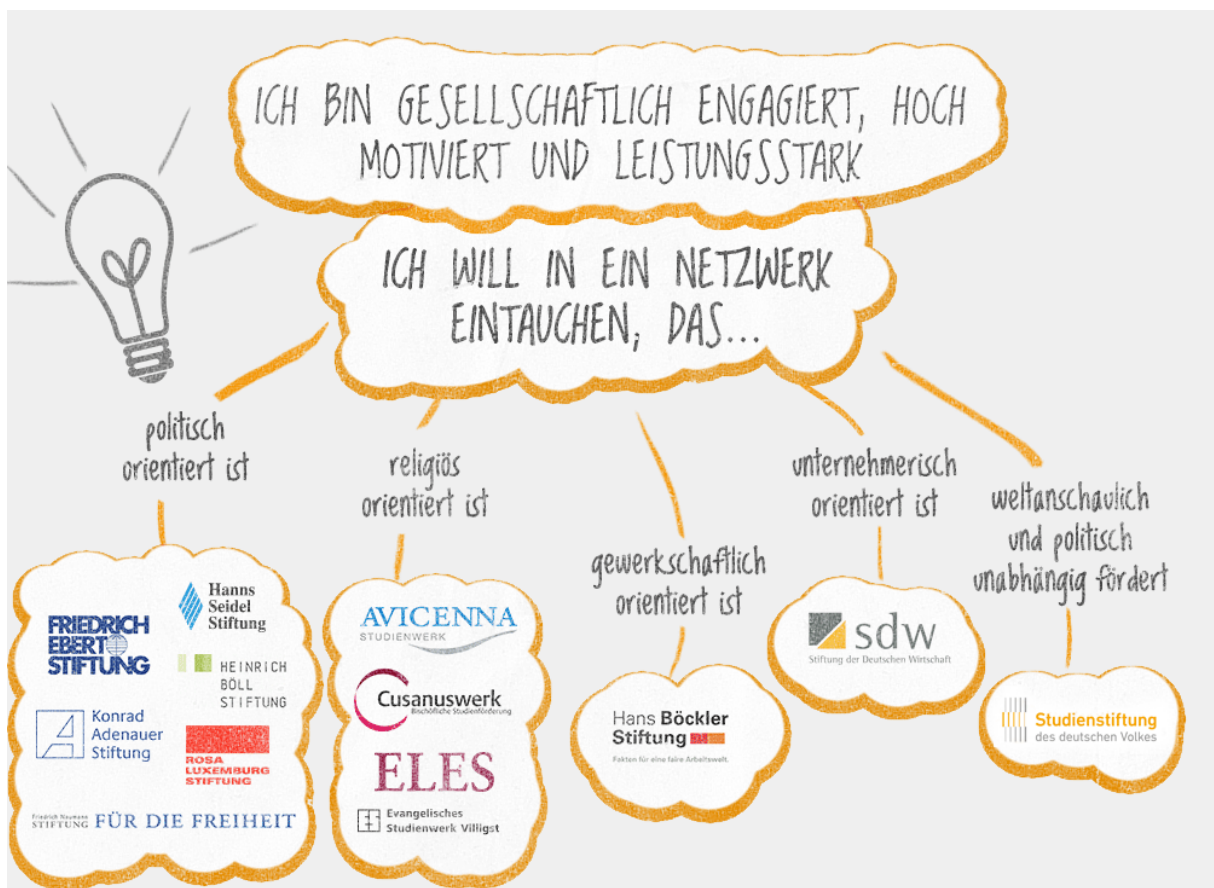 ICH BIN GESELLSCHAFTLICH ENGAGIERT, HOCH
MOTIVIERT UND LEISTUNGSSTARK
ICH WILL IN EIN NETZWERK
EINTAUCHEN, DAS...
politisch
orientiert ist
FRIEDRICH
EBERT
STIFTUNG
Hanns
Seidel
Stiftung
HEINRICH
BÖLL
STIFTUNG
Konrad
Adenauer
Stiftung
ROSA
LUXEMBURG
STIFTUNG
Friedrich Naumann
STIFTUNG FÜR DIE FREIHEIT
religiös
orientiert ist
AVICENNA
STUDIENWERK
Cusanuswerk
Bischöfliche Studienförderung
ELES
Evangelisches
Studienwerk Villigst
gewerkschaftlich
orientiert ist
Hans Böckler
Stiftung
Fakten für eine faire Arbeitswelt.
unternehmerisch
orientiert ist
sdw
Stiftung der Deutschen Wirtschaft
weltanschaulich
und politisch
unabhängig fördert
Studienstiftung
des deutschen Volkes